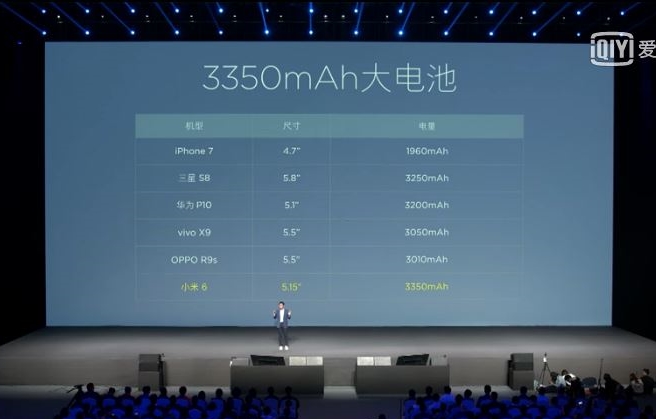 iQIYI 爱
3350mAh大电池
机型 尺寸 电量
iPhone 7 4.7" 1960mAh
三星 S8 5.8" 3250mAh
华为 P10 5.1" 3200mAh
vivo X9 5.5" 3050mAh
OPPO R9s 5.5" 3010mAh
小米 6 5.15" 3350mAh